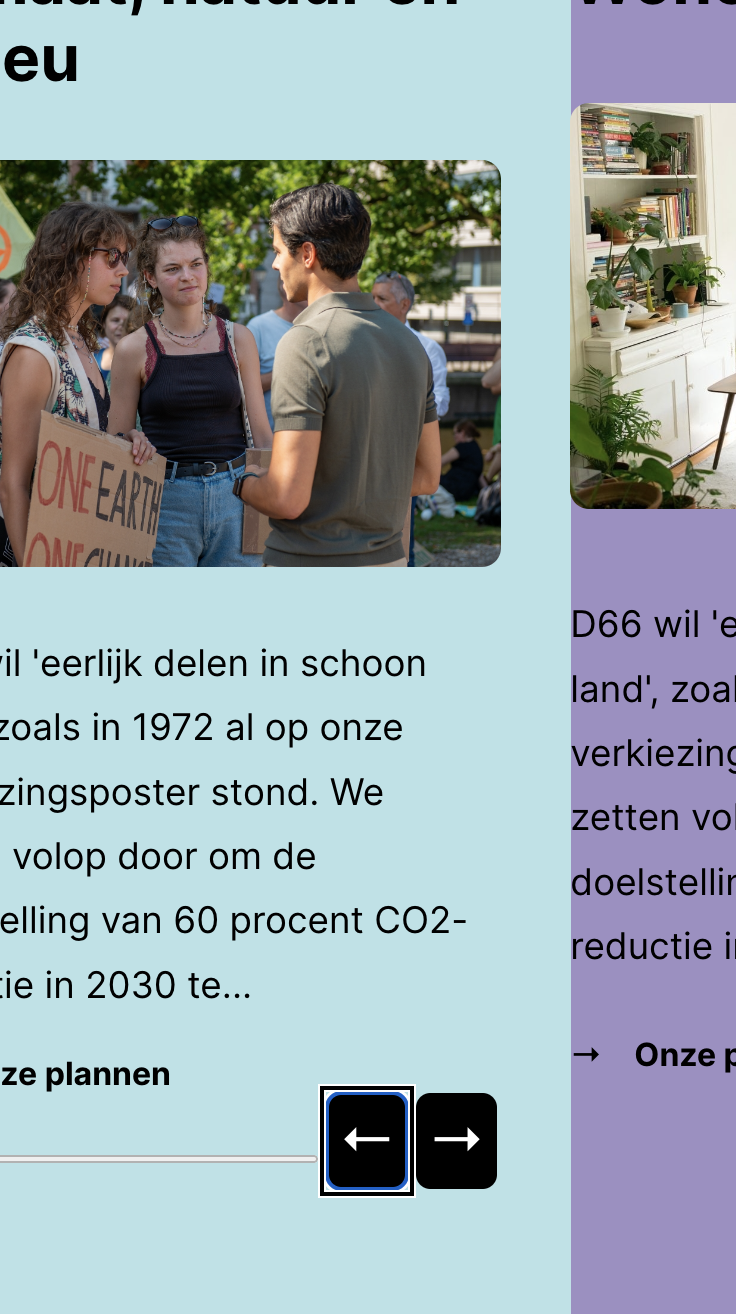 eu
ONE EARTH
wil 'eerlijk delen in schoon
zoals in 1972 al op onze
zingsposter stond. We
volop door om de
elling van 60 procent CO2-
tie in 2030 te...
ze plannen
D66 wil 'e
land', zoal
verkiezing
zetten vol
doelstellin
reductie i
→ Onze p